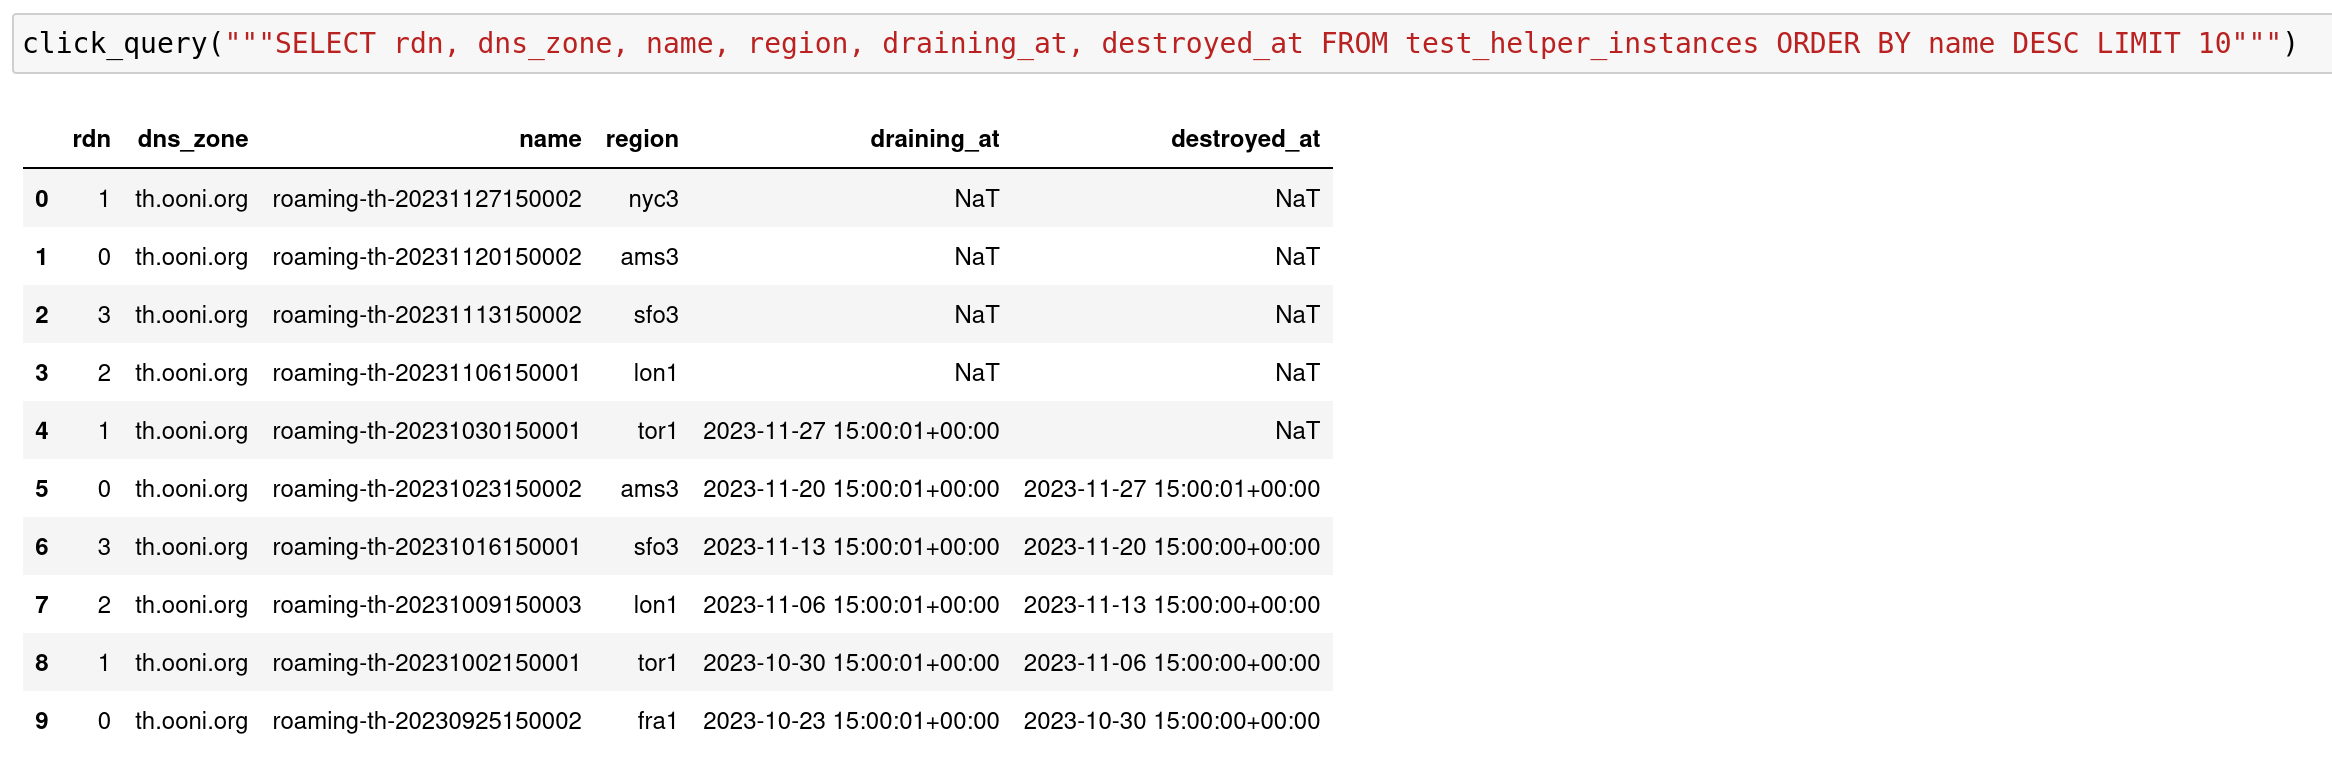 click_query("""SELECT rdn, dns_zone, name, region, draining_at, destroyed_at FROM test_helper_instances ORDER BY name DESC LIMIT 10""")
rdn dns_zone name region draining_at destroyed_at
0 1 th.ooni.org roaming-th-20231127150002 nyc3 NaT NaT
1 0 th.ooni.org roaming-th-20231120150002 ams3 NaT NaT
2 3 th.ooni.org roaming-th-20231113150002 sfo3 NaT NaT
3 2 th.ooni.org roaming-th-20231106150001 lon1 NaT NaT
4 1 th.ooni.org roaming-th-20231030150001 tor1 2023-11-27 15:00:01+00:00 NaT
5 0 th.ooni.org roaming-th-20231023150002 ams3 2023-11-20 15:00:01+00:00 2023-11-27 15:00:01+00:00
6 3 th.ooni.org roaming-th-20231016150001 sfo3 2023-11-13 15:00:01+00:00 2023-11-20 15:00:00+00:00
7 2 th.ooni.org roaming-th-20231009150003 lon1 2023-11-06 15:00:01+00:00 2023-11-13 15:00:00+00:00
8 1 th.ooni.org roaming-th-20231002150001 tor1 2023-10-30 15:00:01+00:00 2023-11-06 15:00:00+00:00
9 0 th.ooni.org roaming-th-20230925150002 fra1 2023-10-23 15:00:01+00:00 2023-10-30 15:00:00+00:00